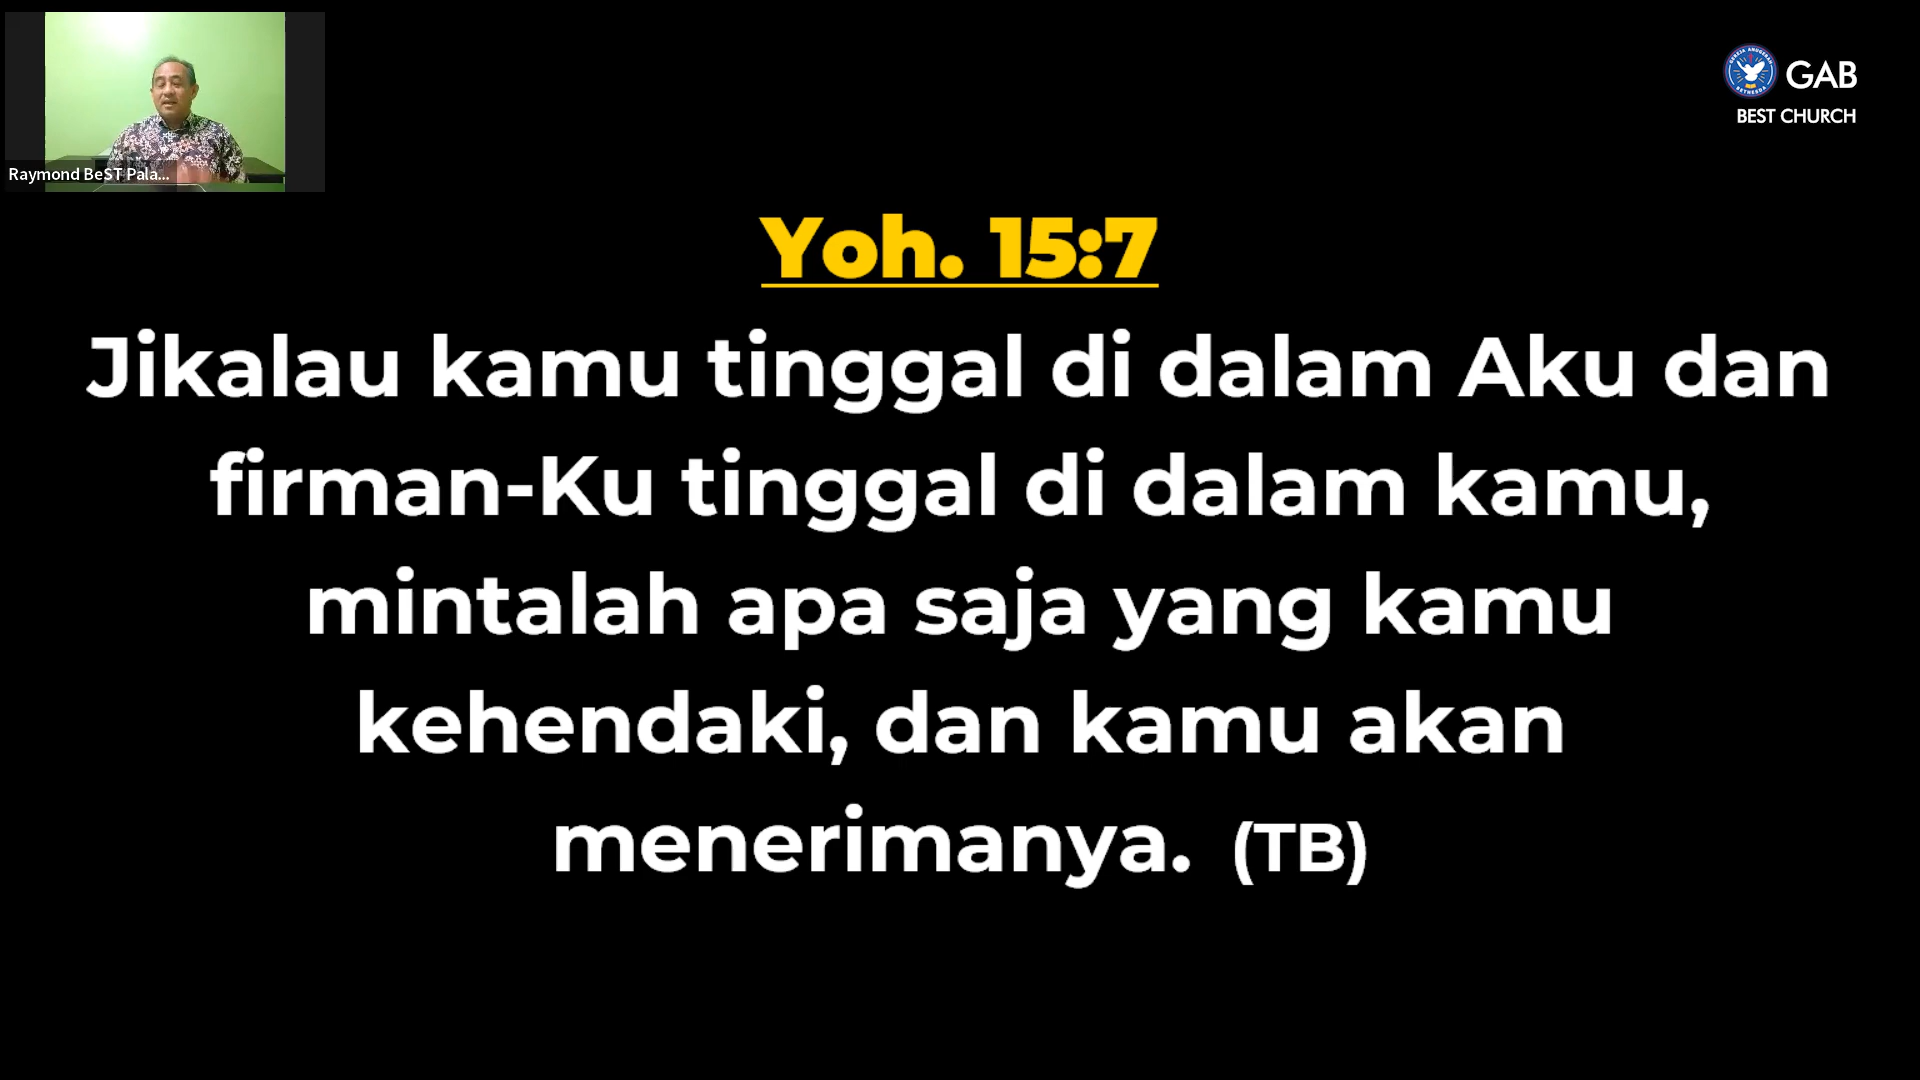 Raymond BeST Pala...
GAB
BEST CHURCH
Yoh. 15:7
Jikalau kamu tinggal di dalam Aku dan
firman-Ku tinggal di dalam kamu,
mintalah apa saja yang kamu
kehendaki, dan kamu akan
menerimanya. (TB)